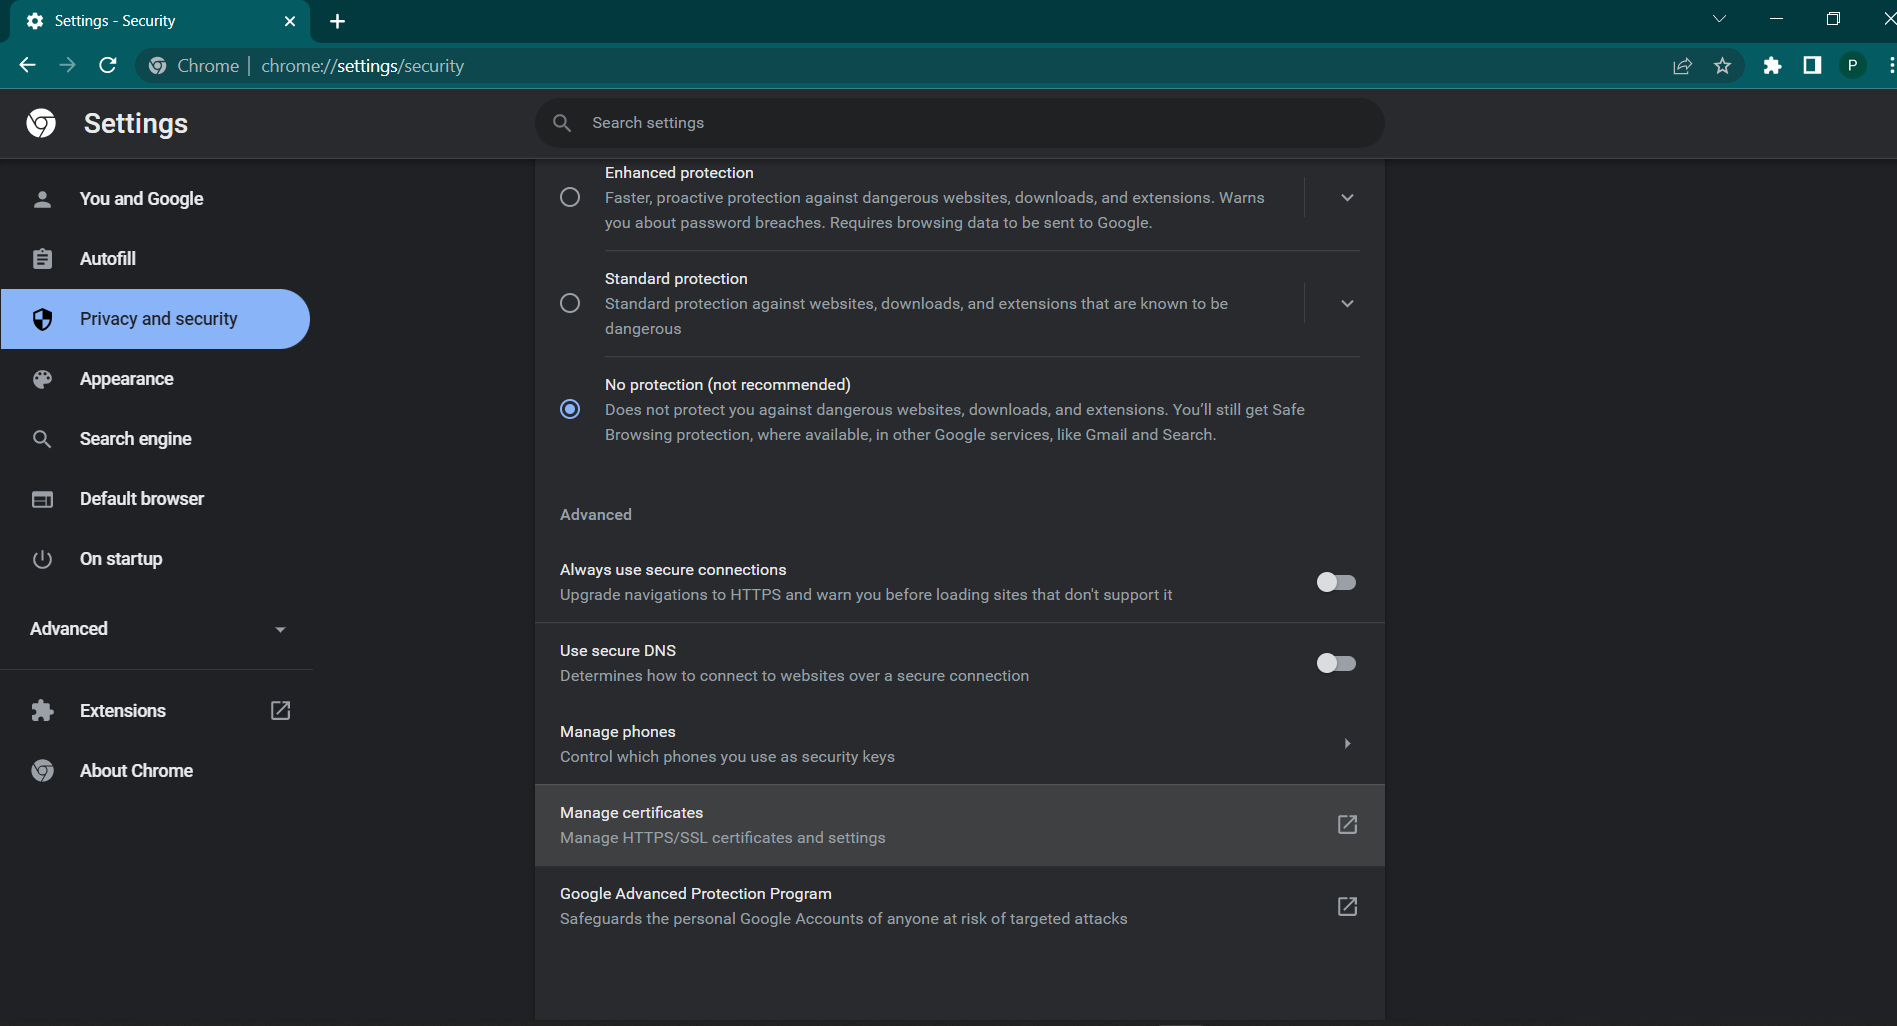 Settings - Security
Chrome | chrome://settings/security
P
Settings
Search settings
You and Google
Autofill
Privacy and security
Appearance
Search engine
Default browser
On startup
Advanced
Extensions
About Chrome
Enhanced protection
Faster, proactive protection against dangerous websites, downloads, and extensions. Warns
you about password breaches. Requires browsing data to be sent to Google.
Standard protection
Standard protection against websites, downloads, and extensions that are known to be
dangerous
No protection (not recommended)
Does not protect you against dangerous websites, downloads, and extensions. You’ll still get Safe
Browsing protection, where available, in other Google services, like Gmail and Search.
Advanced
Always use secure connections
Upgrade navigations to HTTPS and warn you before loading sites that don't support it
Use secure DNS
Determines how to connect to websites over a secure connection
Manage phones
Control which phones you use as security keys
Manage certificates
Manage HTTPS/SSL certificates and settings
Google Advanced Protection Program
Safeguards the personal Google Accounts of anyone at risk of targeted attacks